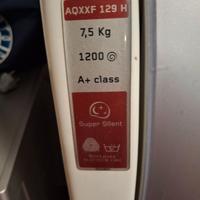 AQXXF 129 H
7,5 Kg
1200
A+ class
Super Silent